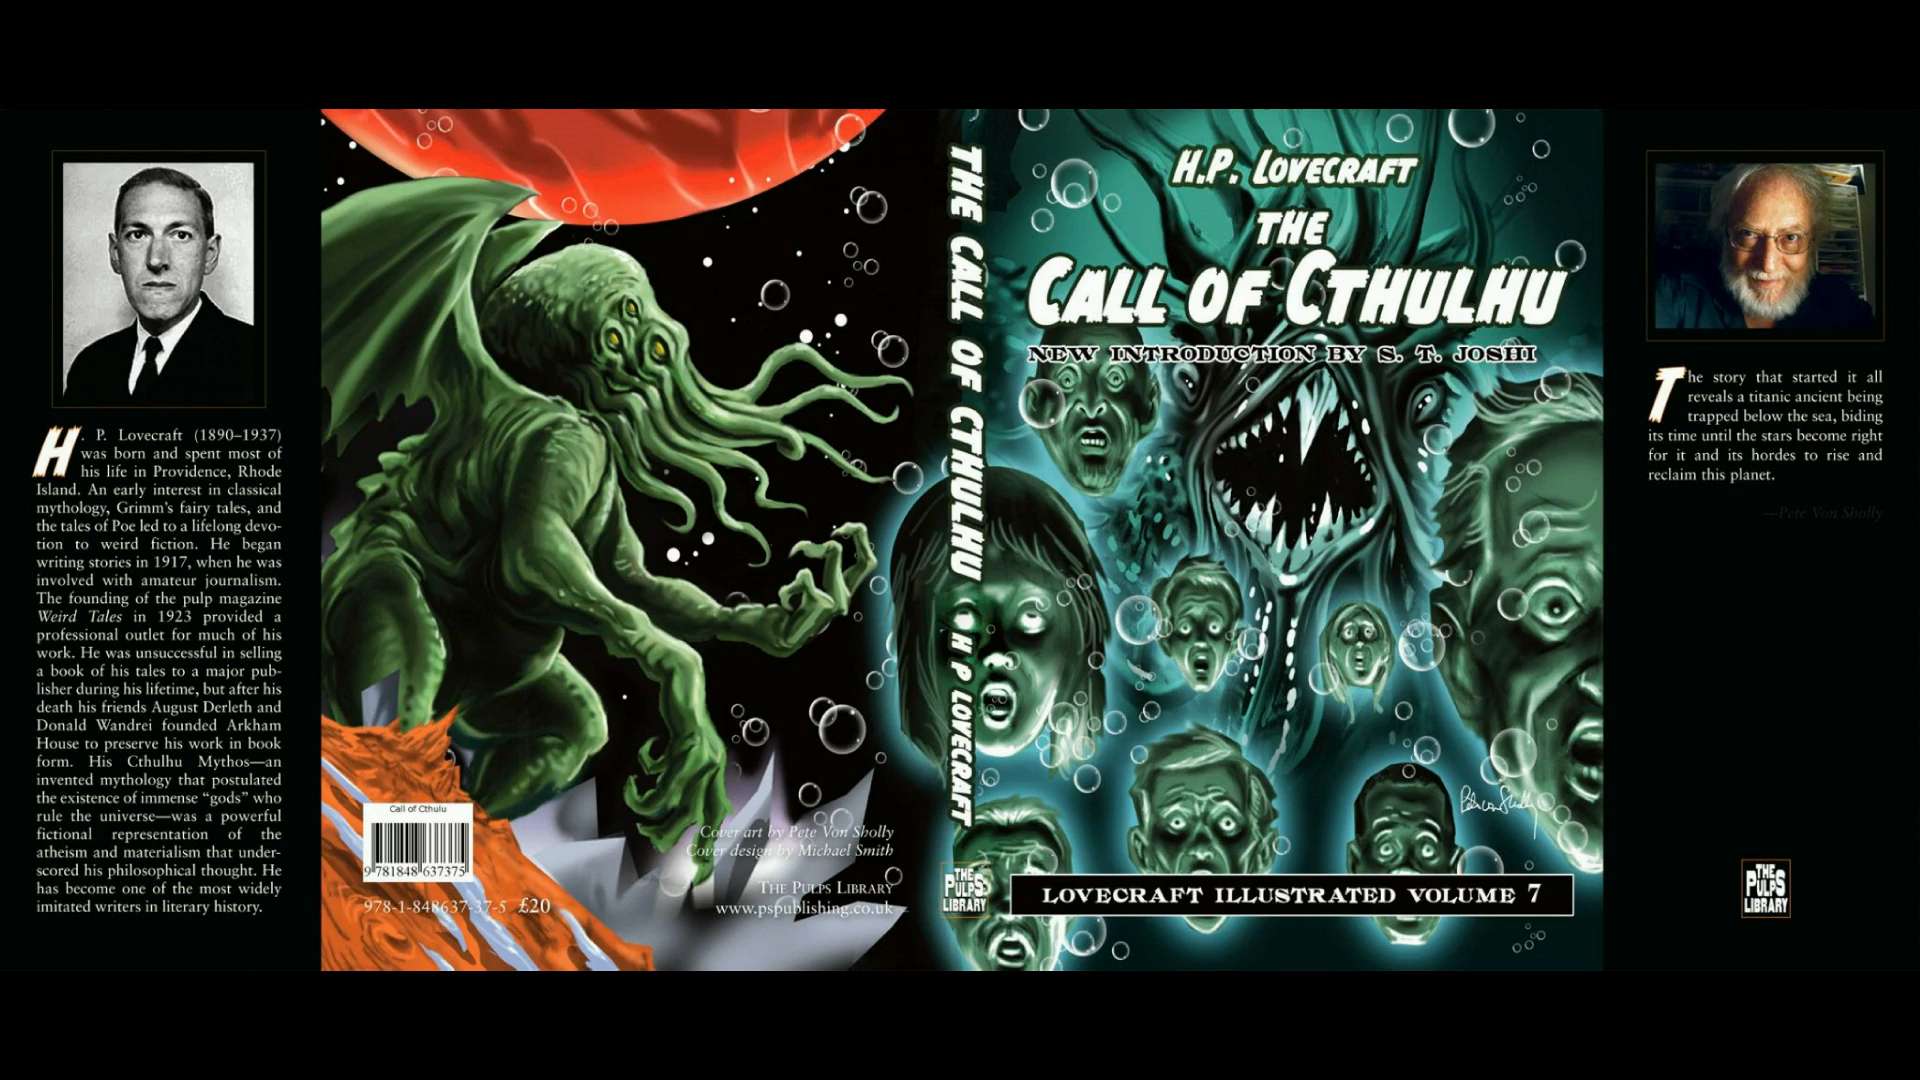 H. P. Lovecraft (1890–1937)
was born and spent most of
his life in Providence, Rhode
Island. An early interest in classical
mythology, Grimm's fairy tales, and
the tales of Poe led to a lifelong devo-
tion to weird fiction. He began
writing stories in 1917, when he was
involved with amateur journalism.
The founding of the pulp magazine
Weird Tales in 1923 provided a
professional outlet for much of his
work. He was unsuccessful in selling
a book of his tales to a major pub-
lisher during his lifetime, but after his
death his friends August Derleth and
Donald Wandrei founded Arkham
House to preserve his work in book
form. His Cthulhu Mythos—an
invented mythology that postulated
the existence of immense “gods” who
rule the universe—was a powerful
fictional representation of the
atheism and materialism that under-
scored his philosophical thought. He
has become one of the most widely
imitated writers in literary history.
Call of Cthulu
9 781848 637375
978-1-848637-37-5 £20
Cover art by Pete Von Sholly
Cover design by Michael Smith
THE PULPS LIBRARY
www.pspublishing.co.uk
THE CALL OF CTHULHU H P LOVECRAFT
THE
PULPS
LIBRARY
H.P. LOVECRAFT
THE
CALL OF CTHULHU
NEW INTRODUCTION BY S. T. JOSHI
Pete Von Sholly
LOVECRAFT ILLUSTRATED VOLUME 7
The story that started it all
reveals a titanic ancient being
trapped below the sea, biding
its time until the stars become right
for it and its hordes to rise and
reclaim this planet.
—Pete Von Sholly
THE
PULPS
LIBRARY